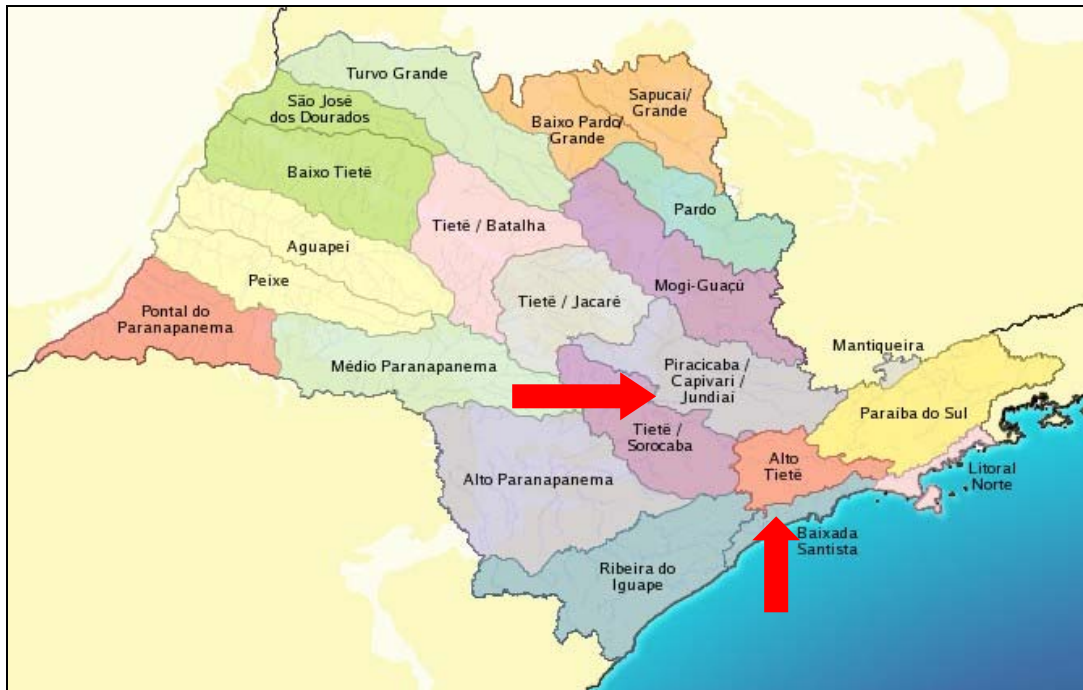 Turvo Grande
São José
dos Dourados
Baixo Tietê
Baixo Pardo/
Grande
Sapucaí/
Grande
Pardo
Tietê / Batalha
Aguapeí
Peixe
Pontal do
Paranapanema
Tietê / Jacaré
Mogi-Guaçú
Médio Paranapanema
Piracicaba /
Capivari /
Jundiaí
Mantiqueira
Paraíba do Sul
Tietê /
Sorocaba
Alto
Tietê
Litoral
Norte
Alto Paranapanema
Baixada
Santista
Ribeira do
Iguape